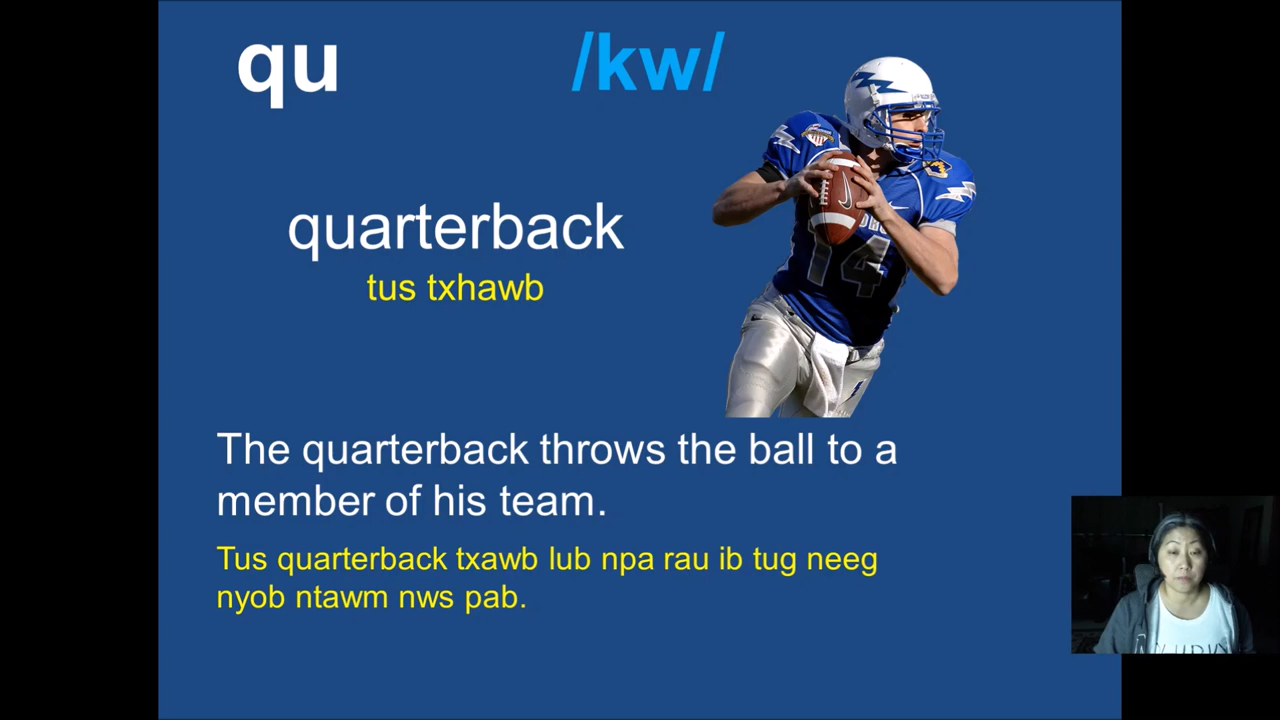 qu /kw/
quarterback
tus txhawb
14
The quarterback throws the ball to a
member of his team.
Tus quarterback txawb lub npa rau ib tug neeg
nyob ntawm nws pab.